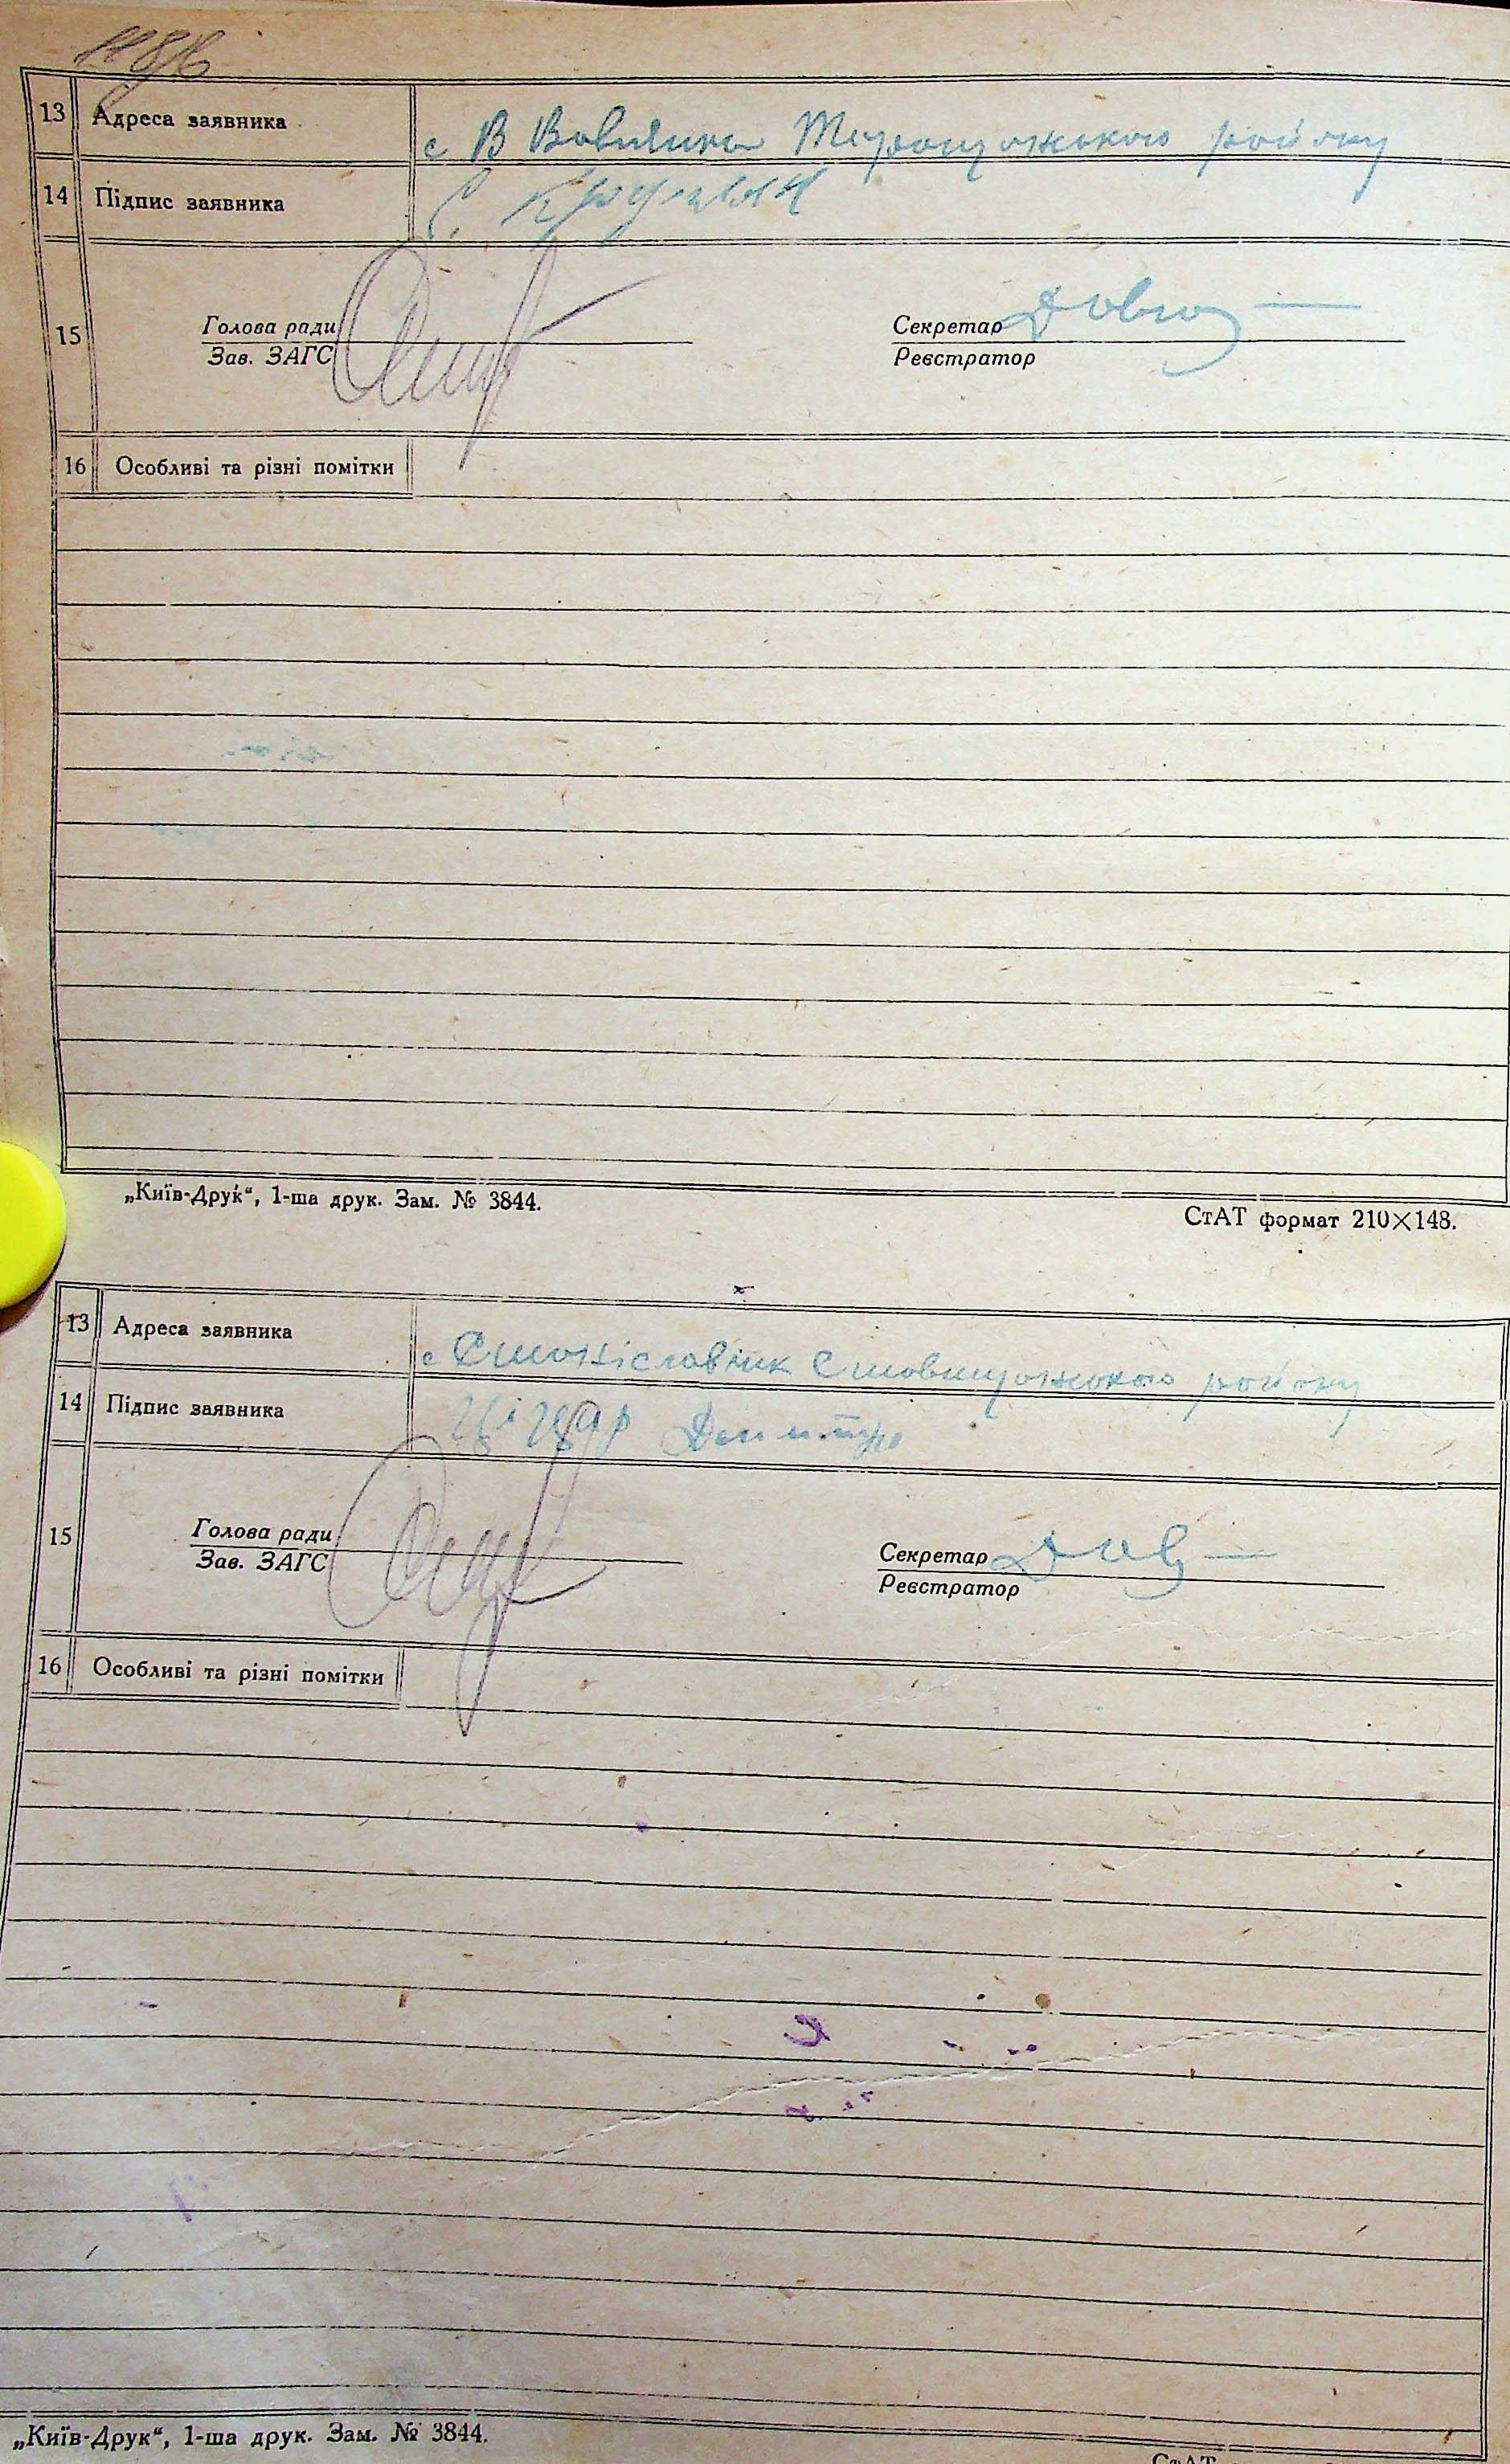 13 Адреса заявника с В Вовнянка району
14 Підпис заявника С.
15 Голова ради Секретар
Зав. ЗАГС Реєстратор
16 Особливі та різні помітки
„Київ-Друк“, 1-ша друк. Зам. № 3844.
СтАТ формат 210×148.
13 Адреса заявника с району
14 Підпис заявника Дмитро
15 Голова ради Секретар
Зав. ЗАГС Реєстратор
16 Особливі та різні помітки
„Київ-Друк“, 1-ша друк. Зам. № 3844.
СтАТ